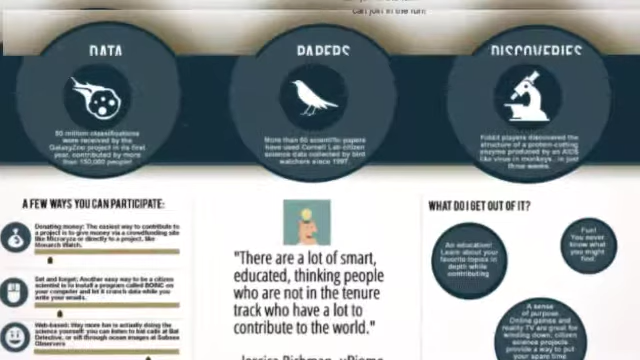 can join in the fun!
DATA
PAPERS
DISCOVERIES
50 million classifications
were received by the
GalaxyZoo project in its first
year, contributed by more
than 150,000 people!
More than 60 scientific papers
have used Cornell Lab citizen
science data collected by bird
watchers since 1997.
Foldit players discovered the
structure of a protein-cutting
enzyme produced by an AIDS
like virus in monkeys.. in just
three weeks.
A FEW WAYS YOU CAN PARTICIPATE:
Donating money: The easiest way to contribute to
a project is to give money via a crowdfunding site
like Microryza or directly to a project, like
Monarch Watch.
Set and forget: Another easy way to be a citizen
scientist is to install a program called BOINC on
your computer and let it crunch data while you
write your emails.
Web-based: Hey more fun is actually doing the
science yourself! you can listen to bat calls at Bat
Detective, or sift through ocean images at Subsea
Observers
"There are a lot of smart,
educated, thinking people
who are not in the tenure
track who have a lot to
contribute to the world."
Jessica Richman, uBiome
WHAT DO I GET OUT OF IT?
An education!
Learn about your
favorite topics in
depth while
contributing
Fun!
You never
know what
you might
find
A sense
of purpose
Online games and
reality TV are great for
winding down, citizen
science projects
provide a way to put
your spare time